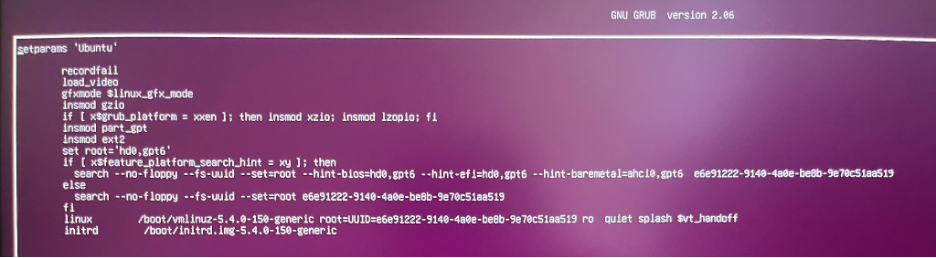 GNU GRUB version 2.06
setparams 'Ubuntu'
recordfail
load_video
gfxmode $linux_gfx_mode
insmod gzio
if [ x$grub_platform = xxen ]; then insmod xzio; insmod lzopio; fi
insmod part_gpt
insmod ext2
set root='hd0,gpt6'
if [ x$feature_platform_search_hint = xy ]; then
search --no-floppy --fs-uuid --set=root --hint-bios=hd0,gpt6 --hint-efi=hd0,gpt6 --hint-baremetal=ahci0,gpt6 e6e91222-9140-4a0e-be8b-9e70c51aa519
else
search --no-floppy --fs-uuid --set=root e6e91222-9140-4a0e-be8b-9e70c51aa519
fi
linux /boot/vmlinuz-5.4.0-150-generic root=UUID=e6e91222-9140-4a0e-be8b-9e70c51aa519 ro quiet splash $vt_handoff
initrd /boot/initrd.img-5.4.0-150-generic